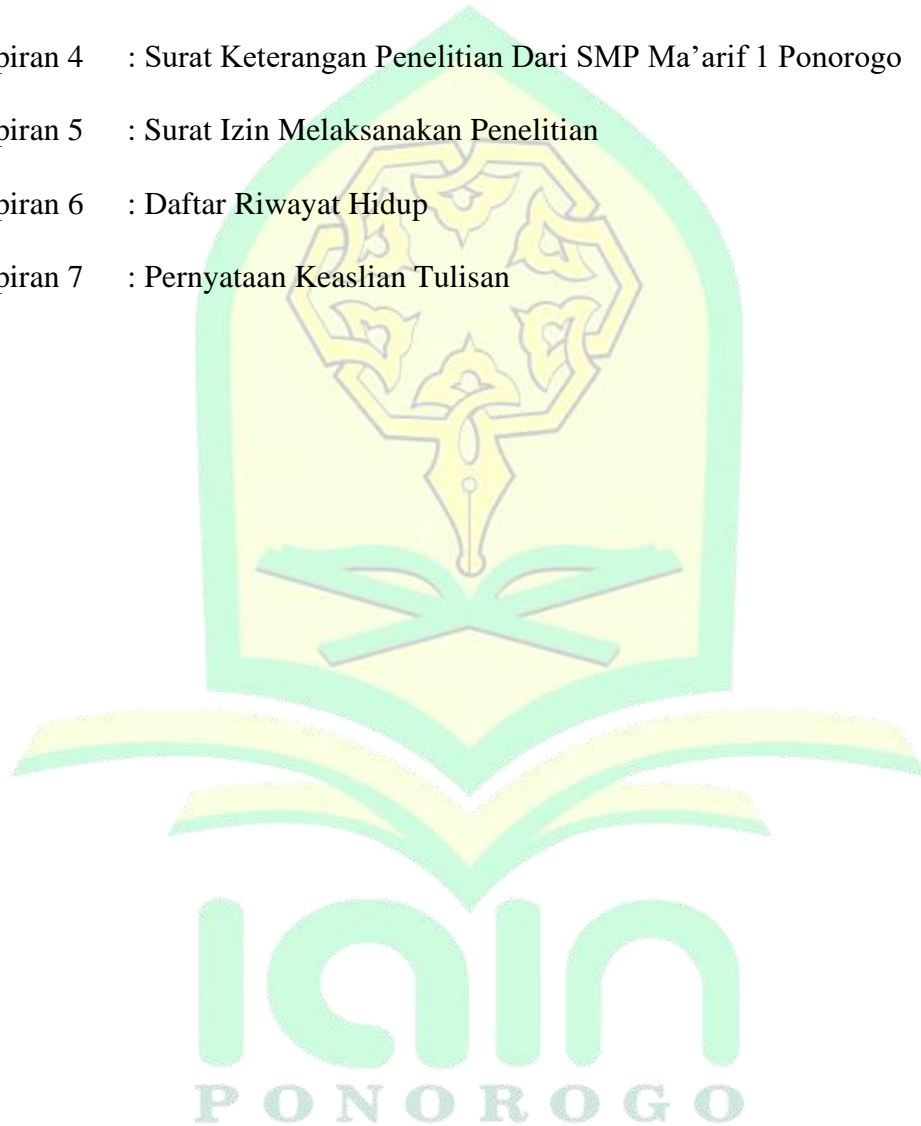 piran 4 : Surat Keterangan Penelitian Dari SMP Ma’arif 1 Ponorogo
piran 5 : Surat Izin Melaksanakan Penelitian
piran 6 : Daftar Riwayat Hidup
piran 7 : Pernyataan Keaslian Tulisan
iain
PONOROGO